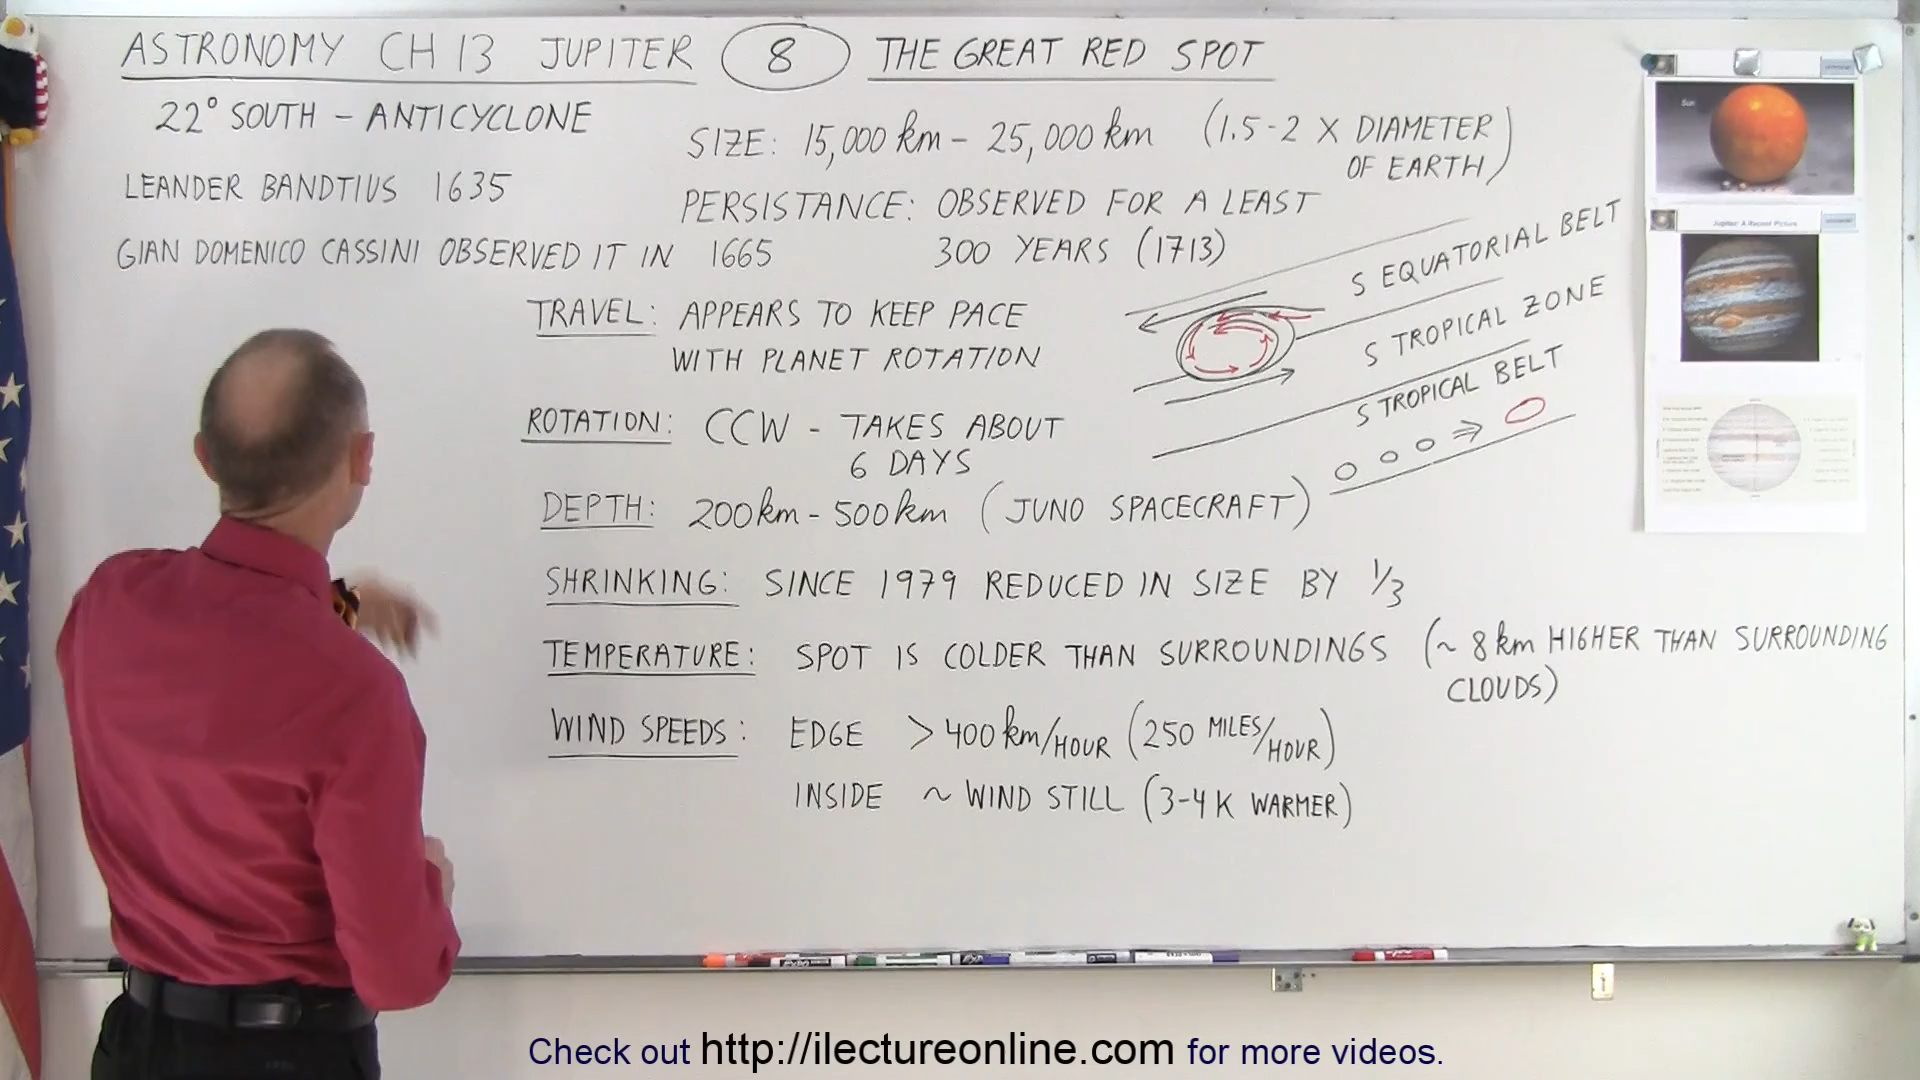 ASTRONOMY CH 13 JUPITER 8 THE GREAT RED SPOT
22° SOUTH - ANTICYCLONE
LEANDER BANDTIUS 1635
GIAN DOMENICO CASSINI OBSERVED IT IN 1665
SIZE: 15,000 km - 25,000 km (1.5-2 X DIAMETER
OF EARTH)
PERSISTANCE: OBSERVED FOR A LEAST
300 YEARS (1713)
TRAVEL: APPEARS TO KEEP PACE
WITH PLANET ROTATION
S EQUATORIAL BELT
S TROPICAL ZONE
S TROPICAL BELT
ROTATION: CCW - TAKES ABOUT
6 DAYS
DEPTH: 200km - 500km (JUNO SPACECRAFT)
SHRINKING: SINCE 1979 REDUCED IN SIZE BY 1/3
TEMPERATURE: SPOT IS COLDER THAN SURROUNDINGS (~ 8 km HIGHER THAN SURROUNDING
CLOUDS)
WIND SPEEDS: EDGE > 400 km/HOUR (250 MILES/HOUR)
INSIDE ~ WIND STILL (3-4 K WARMER)
Sun
Jupiter: A Recent Picture
EXPO
Check out http://ilectureonline.com for more videos.